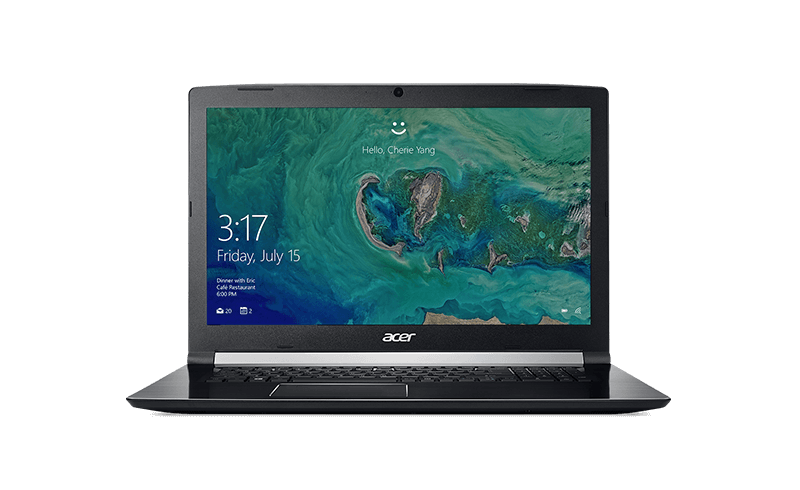 Hello, Cherie Yang
3:17
Friday, July 15
Dinner with Eric
Café Restaurant
6:00 PM
20 2
acer